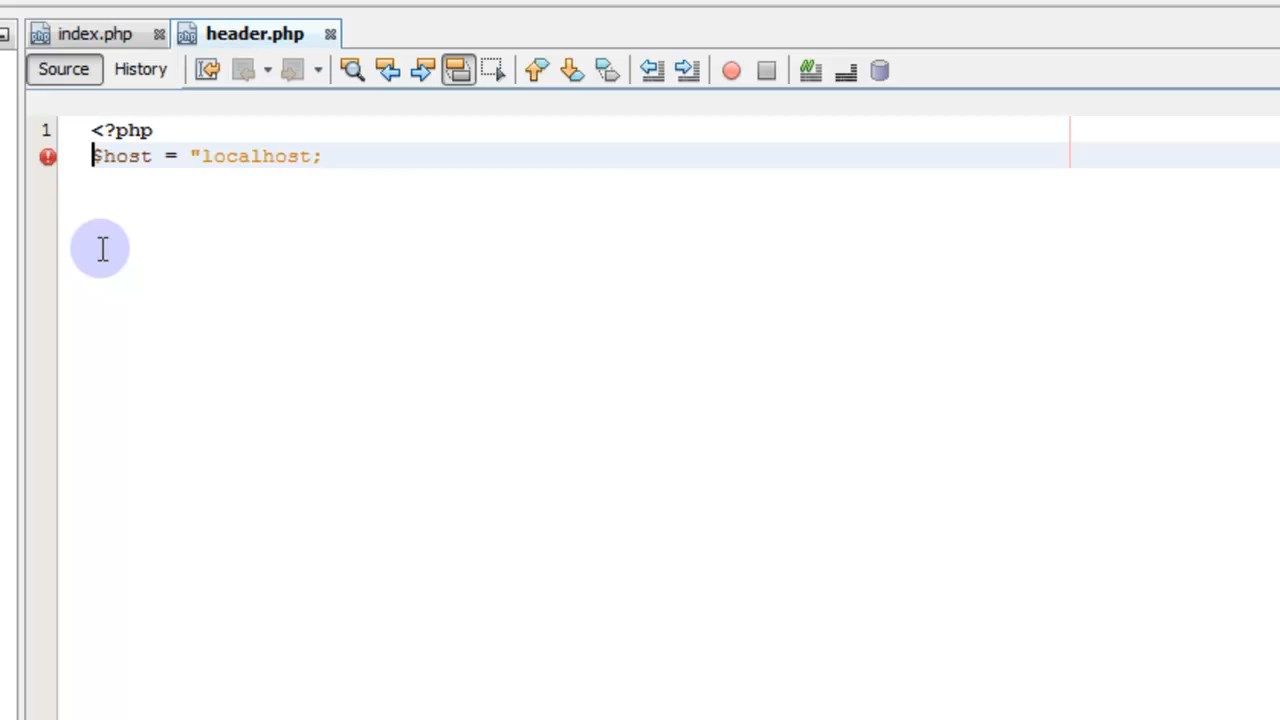 index.php header.php
Source History
1 <?php
$host = "localhost;